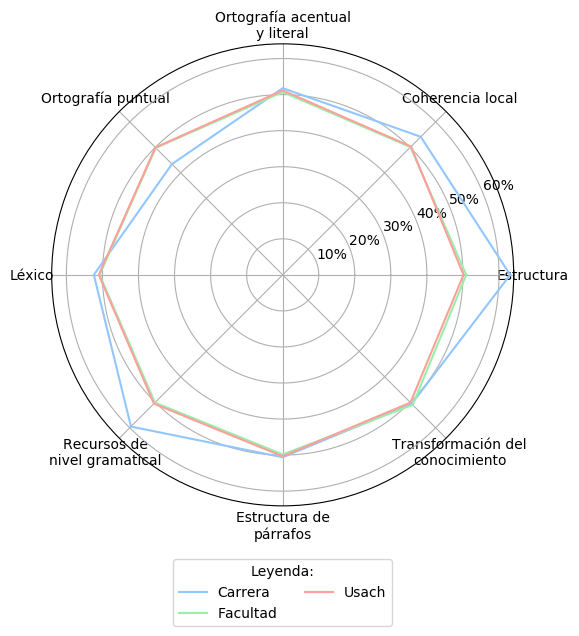 Ortografía acentual
y literal
Ortografía puntual
Coherencia local
60%
50%
40%
30%
20%
10%
Léxico
Estructura
Recursos de
nivel gramatical
Transformación del
conocimiento
Estructura de
párrafos
Leyenda:
Carrera
Usach
Facultad